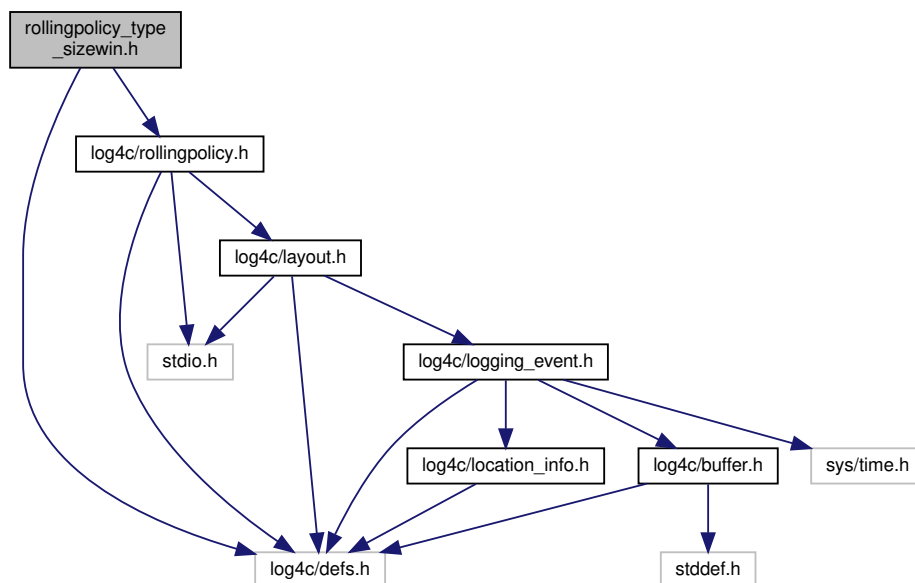 rollingpolicy_type
_sizewin.h
log4c/rollingpolicy.h
log4c/layout.h
stdio.h
log4c/logging_event.h
log4c/location_info.h
log4c/buffer.h
sys/time.h
log4c/defs.h
stddef.h